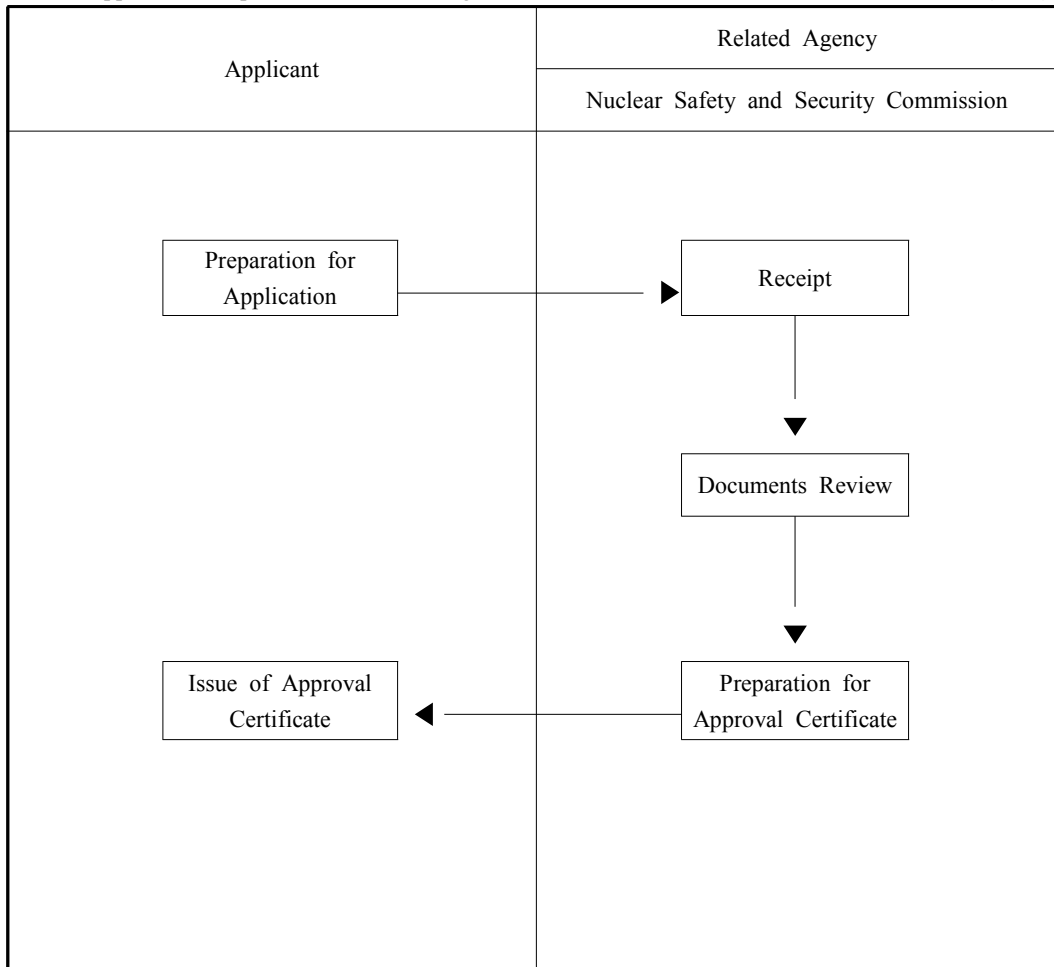 Applicant
Related Agency
Nuclear Safety and Security Commission
Preparation for
Application
Receipt
Documents Review
Issue of Approval
Certificate
Preparation for
Approval Certificate